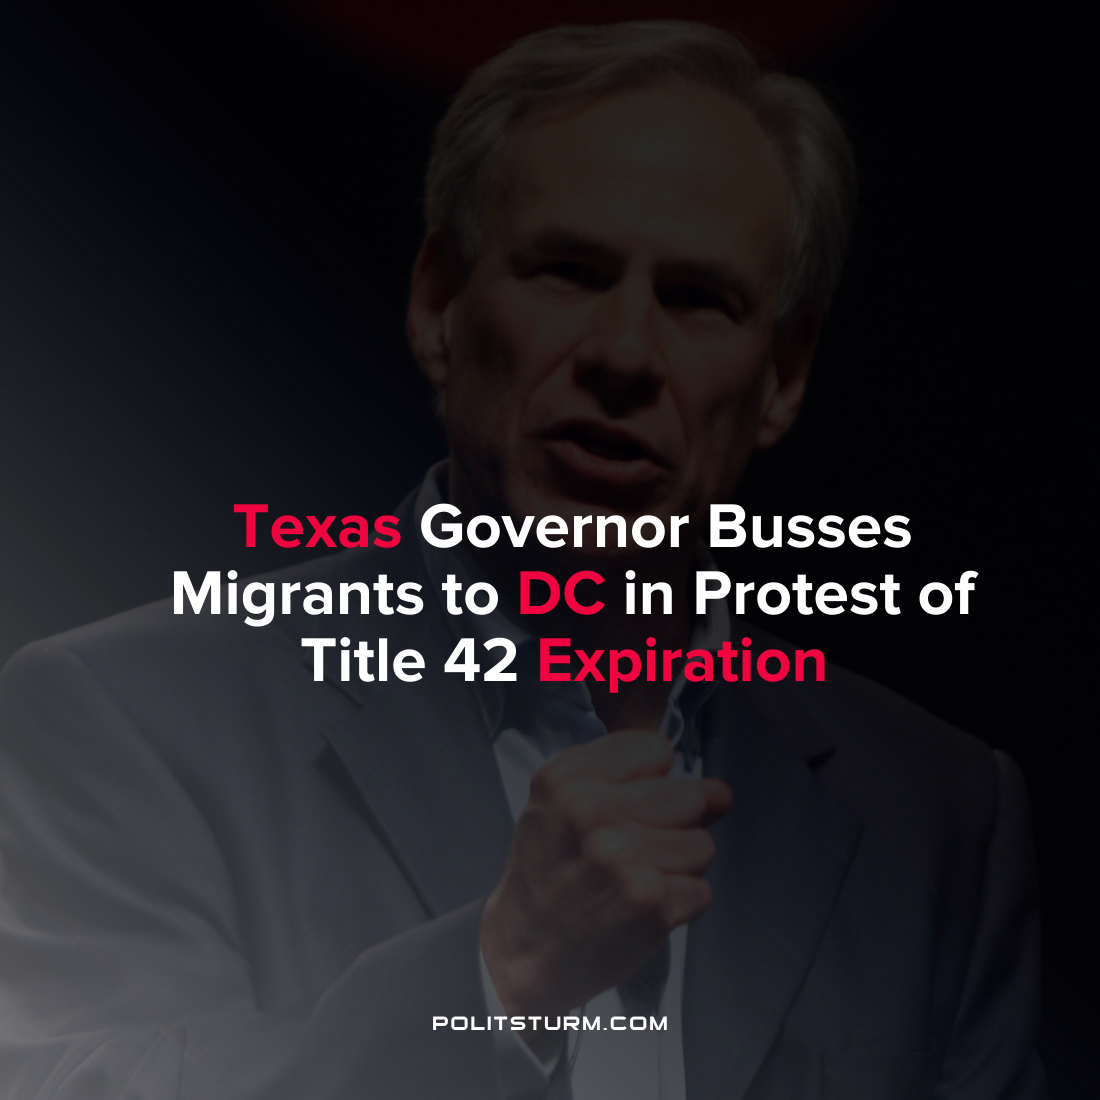 Texas Governor Busses
Migrants to DC in Protest of
Title 42 Expiration
POLITSTURM.COM